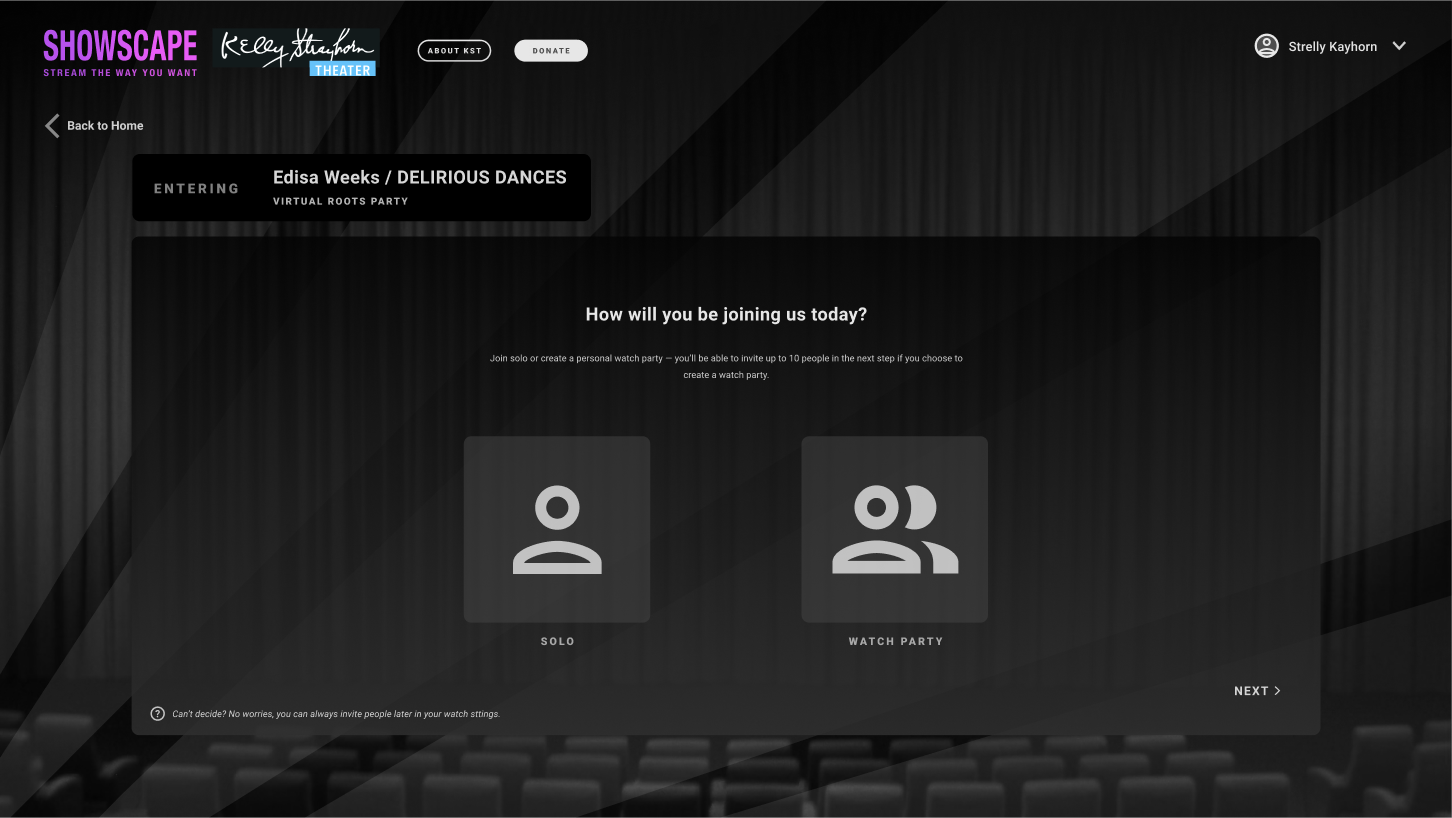 SHOWSCAPE
STREAM THE WAY YOU WANT
Kelly Strayhorn
THEATER
ABOUT KST
DONATE
Strelly Kayhorn
Back to Home
ENTERING
Edisa Weeks / DELIRIOUS DANCES
VIRTUAL ROOTS PARTY
How will you be joining us today?
Join solo or create a personal watch party — you'll be able to invite up to 10 people in the next step if you choose to
create a watch party.
SOLO
WATCH PARTY
NEXT >
? Can't decide? No worries, you can always invite people later in your watch sttings.